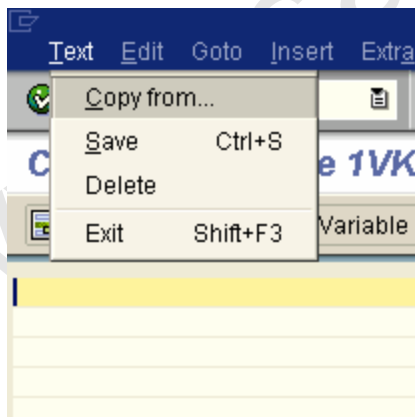 Text Edit Goto Insert Extra
Copy from...
Save Ctrl+S
C e 1VK
Delete
Exit Shift+F3 Variable